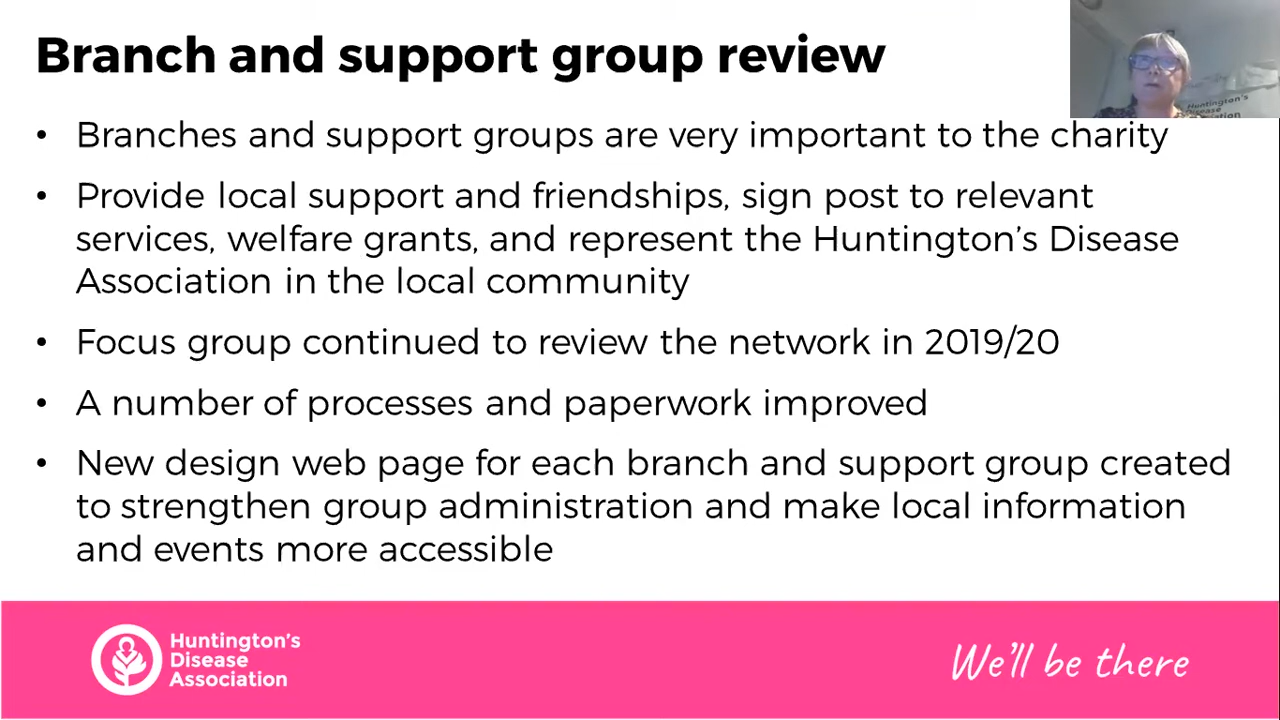 Branch and support group review
Huntington's
Disease
Association
• Branches and support groups are very important to the charity
• Provide local support and friendships, sign post to relevant
services, welfare grants, and represent the Huntington's Disease
Association in the local community
• Focus group continued to review the network in 2019/20
• A number of processes and paperwork improved
• New design web page for each branch and support group created
to strengthen group administration and make local information
and events more accessible
Huntington's
Disease
Association
We'll be there